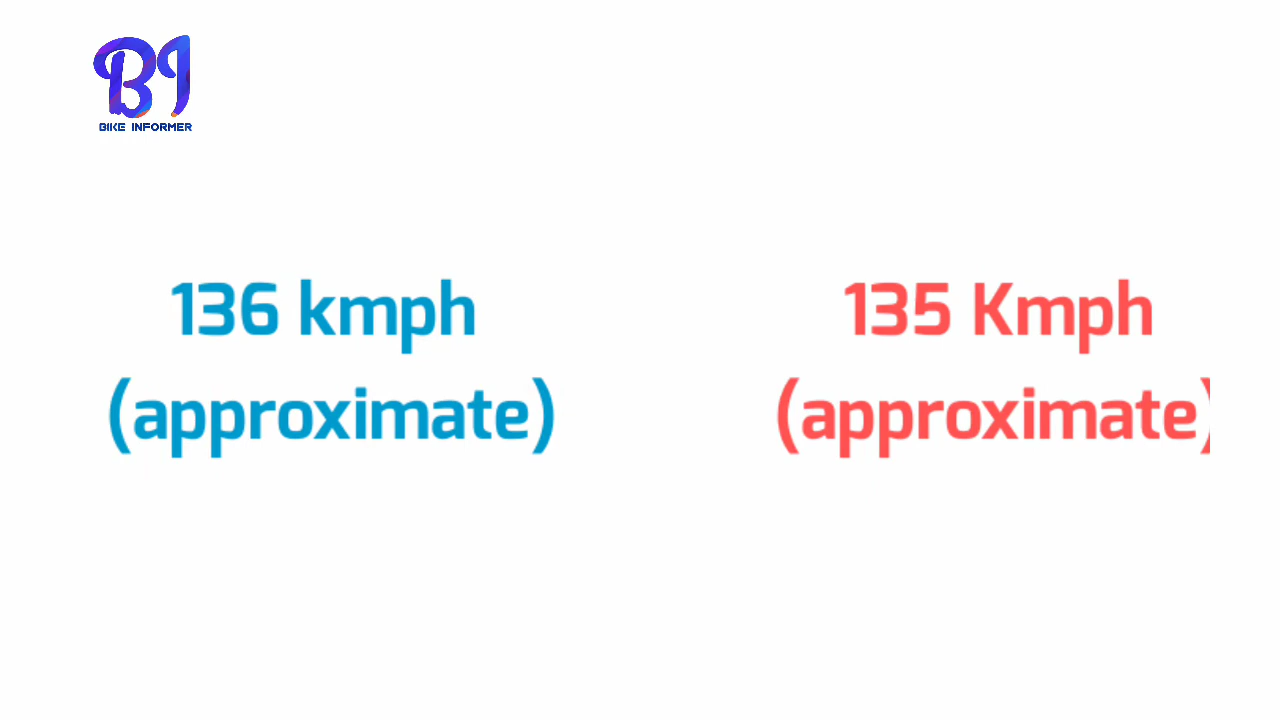 BI
BIKE INFORMER
136 kmph
(approximate)
135 Kmph
(approximate)